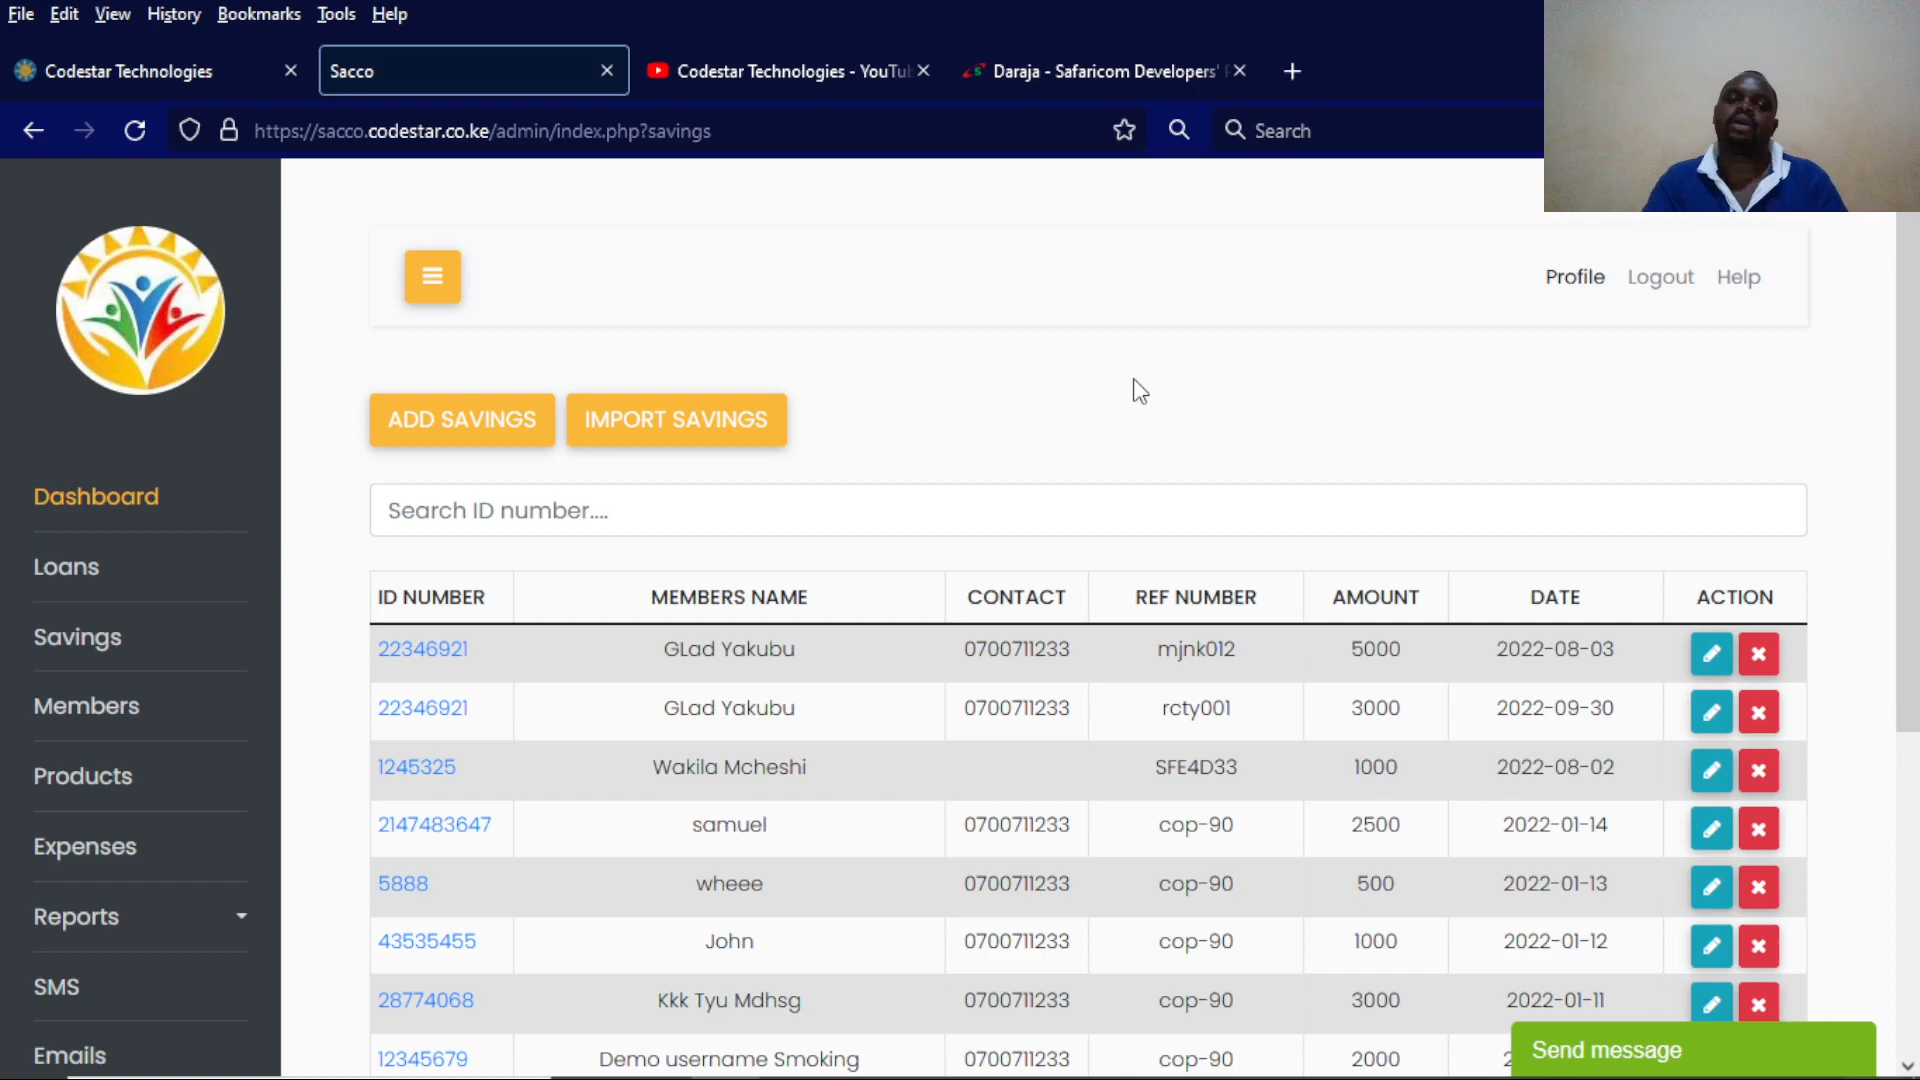 File Edit View History Bookmarks Tools Help
Codestar Technologies
Sacco
Codestar Technologies - YouTu
Daraja - Safaricom Developers'
https://sacco.codestar.co.ke/admin/index.php?savings
Search
Profile Logout Help
ADD SAVINGS IMPORT SAVINGS
Search ID number....
Dashboard
Loans
Savings
Members
Products
Expenses
Reports
SMS
Emails
ID NUMBER MEMBERS NAME CONTACT REF NUMBER AMOUNT DATE ACTION
22346921 GLad Yakubu 0700711233 mjnk012 5000 2022-08-03
22346921 GLad Yakubu 0700711233 rcty001 3000 2022-09-30
1245325 Wakila Mcheshi SFE4D33 1000 2022-08-02
2147483647 samuel 0700711233 cop-90 2500 2022-01-14
5888 wheee 0700711233 cop-90 500 2022-01-13
43535455 John 0700711233 cop-90 1000 2022-01-12
28774068 Kkk Tyu Mdhsg 0700711233 cop-90 3000 2022-01-11
12345679 Demo username Smoking 0700711233 cop-90 2000
Send message